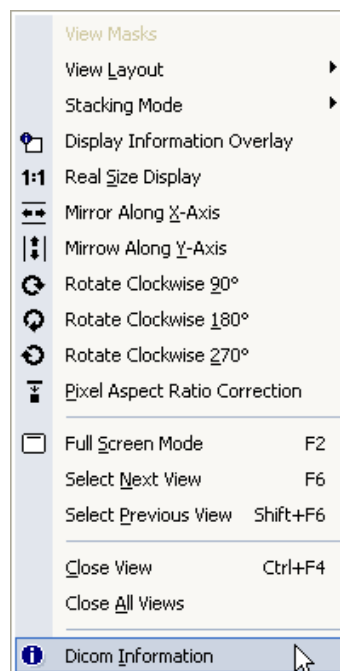 View Masks
View Layout
Stacking Mode
Display Information Overlay
1:1 Real Size Display
Mirror Along X-Axis
Mirrow Along Y-Axis
Rotate Clockwise 90°
Rotate Clockwise 180°
Rotate Clockwise 270°
Pixel Aspect Ratio Correction
Full Screen Mode F2
Select Next View F6
Select Previous View Shift+F6
Close View Ctrl+F4
Close All Views
Dicom Information